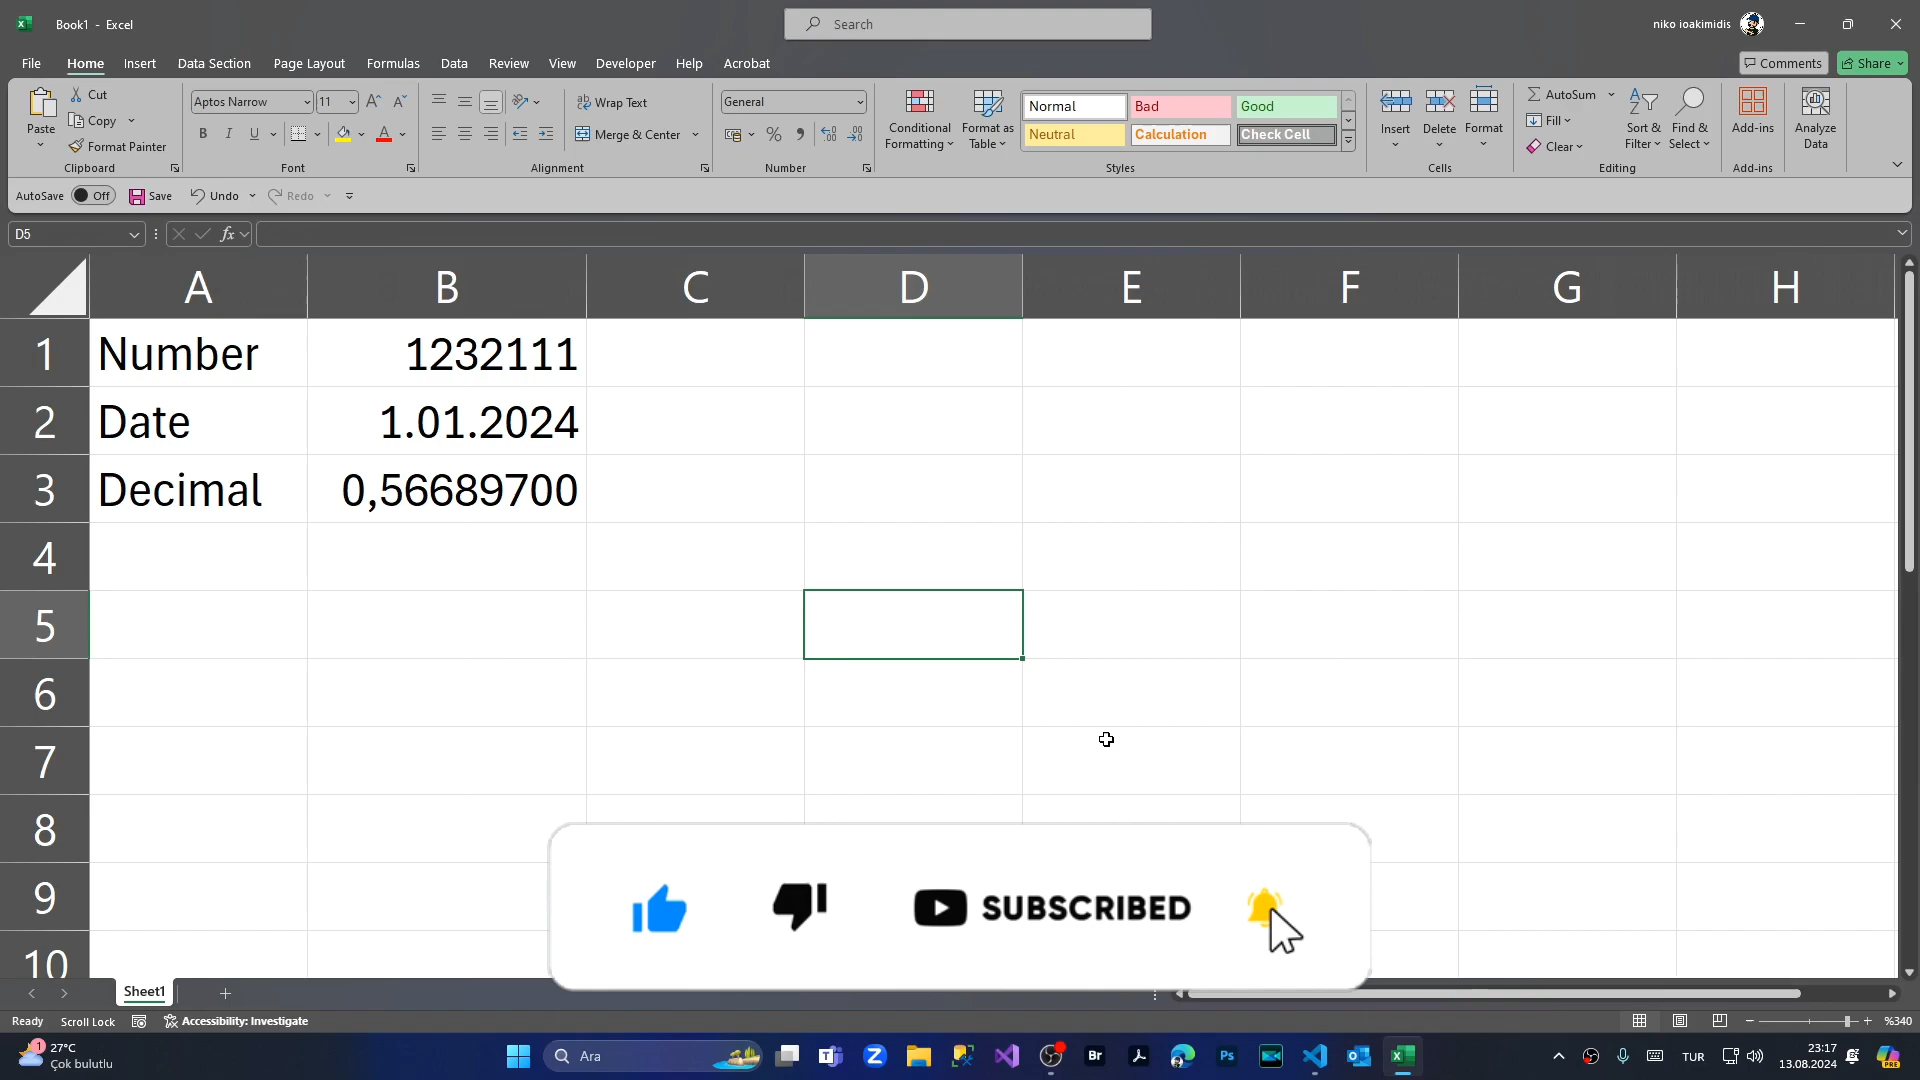 Book1 - Excel
Search
niko ioakimidis
File Home Insert Data Section Page Layout Formulas Data Review View Developer Help Acrobat
Comments Share
Paste
Cut
Copy
Format Painter
Clipboard
Aptos Narrow 11
B I U
Font
Wrap Text
Merge & Center
Alignment
General
Number
Conditional Formatting
Format as Table
Normal Bad Good
Neutral Calculation Check Cell
Styles
Insert Delete Format
Cells
AutoSum
Fill
Clear
Sort & Filter
Find & Select
Editing
Add-ins
Add-ins
Analyze Data
AutoSave Off Save Undo Redo
D5
fx
A B C D E F G H
1 Number 1232111
2 Date 1.01.2024
3 Decimal 0,56689700
4
5
6
7
8
9
10
SUBSCRIBED
Sheet1
Ready Scroll Lock Accessibility: Investigate
%340
1
27°C
Çok bulutlu
Ara
Br
Ps
TUR
23:17
13.08.2024
PRE